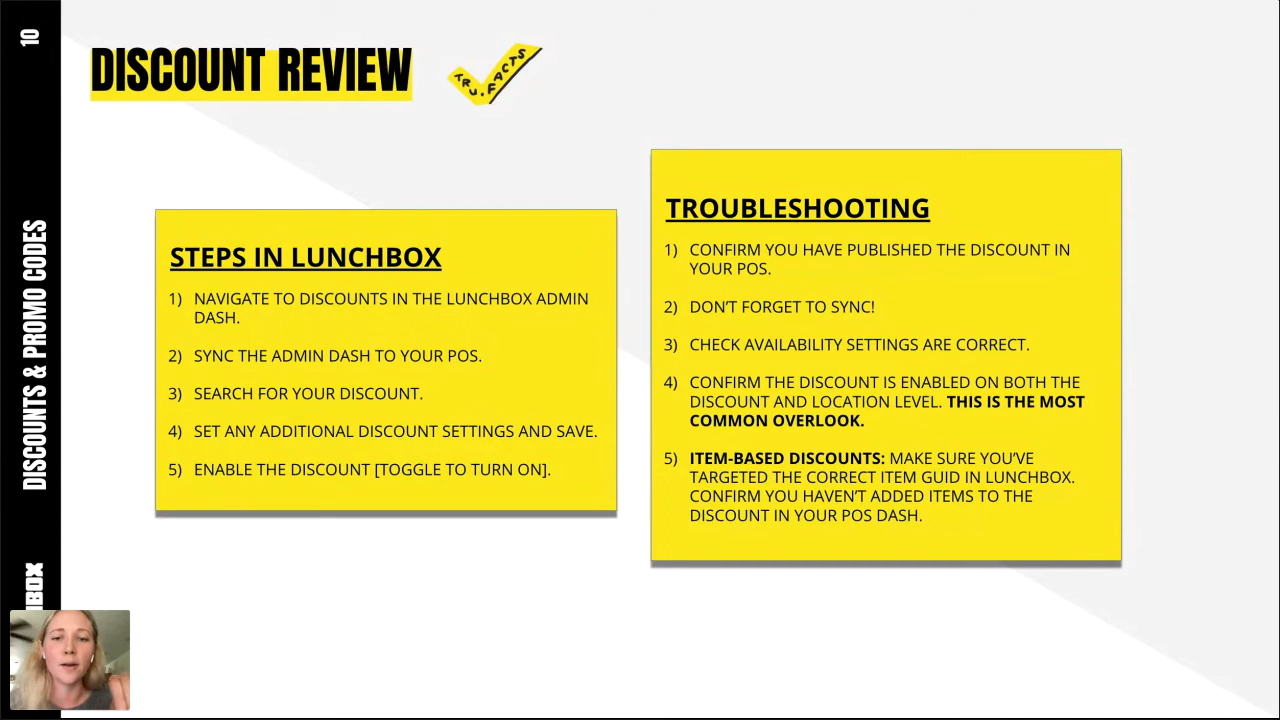 10
DISCOUNTS & PROMO CODES
BOX
DISCOUNT REVIEW
TRU.FACTS
STEPS IN LUNCHBOX
1) NAVIGATE TO DISCOUNTS IN THE LUNCHBOX ADMIN
DASH.
2) SYNC THE ADMIN DASH TO YOUR POS.
3) SEARCH FOR YOUR DISCOUNT.
4) SET ANY ADDITIONAL DISCOUNT SETTINGS AND SAVE.
5) ENABLE THE DISCOUNT [TOGGLE TO TURN ON].
TROUBLESHOOTING
1) CONFIRM YOU HAVE PUBLISHED THE DISCOUNT IN
YOUR POS.
2) DON’T FORGET TO SYNC!
3) CHECK AVAILABILITY SETTINGS ARE CORRECT.
4) CONFIRM THE DISCOUNT IS ENABLED ON BOTH THE
DISCOUNT AND LOCATION LEVEL. THIS IS THE MOST
COMMON OVERLOOK.
5) ITEM-BASED DISCOUNTS: MAKE SURE YOU’VE
TARGETED THE CORRECT ITEM GUID IN LUNCHBOX.
CONFIRM YOU HAVEN’T ADDED ITEMS TO THE
DISCOUNT IN YOUR POS DASH.